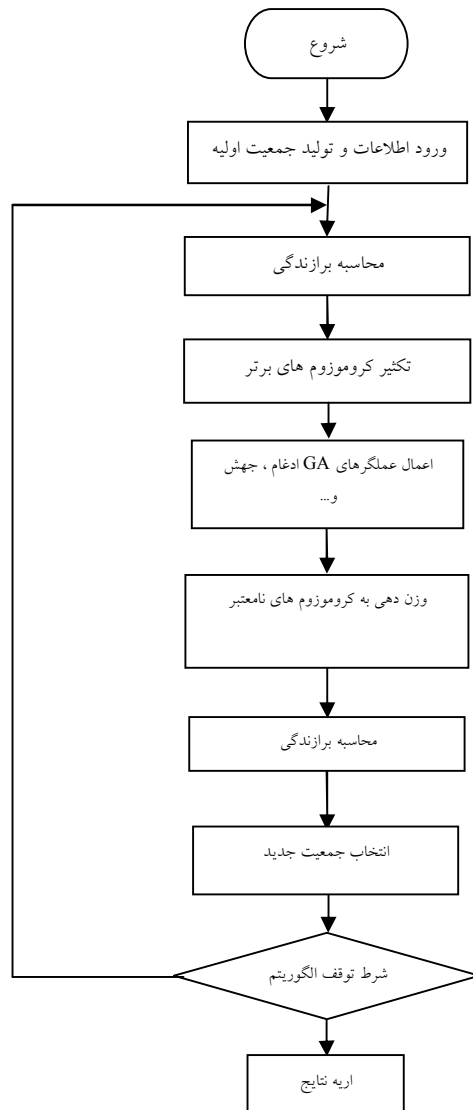 شروع
ورود اطلاعات و تولید جمعیت اولیه
محاسبه برازندگی
تکثیر کروموزوم های برتر
اعمال عملگرهای GA ادغام ، جهش
و...
وزن دهی به کروموزوم های نامعتبر
محاسبه برازندگی
انتخاب جمعیت جدید
شرط توقف الگوریتم
اریه نتایج